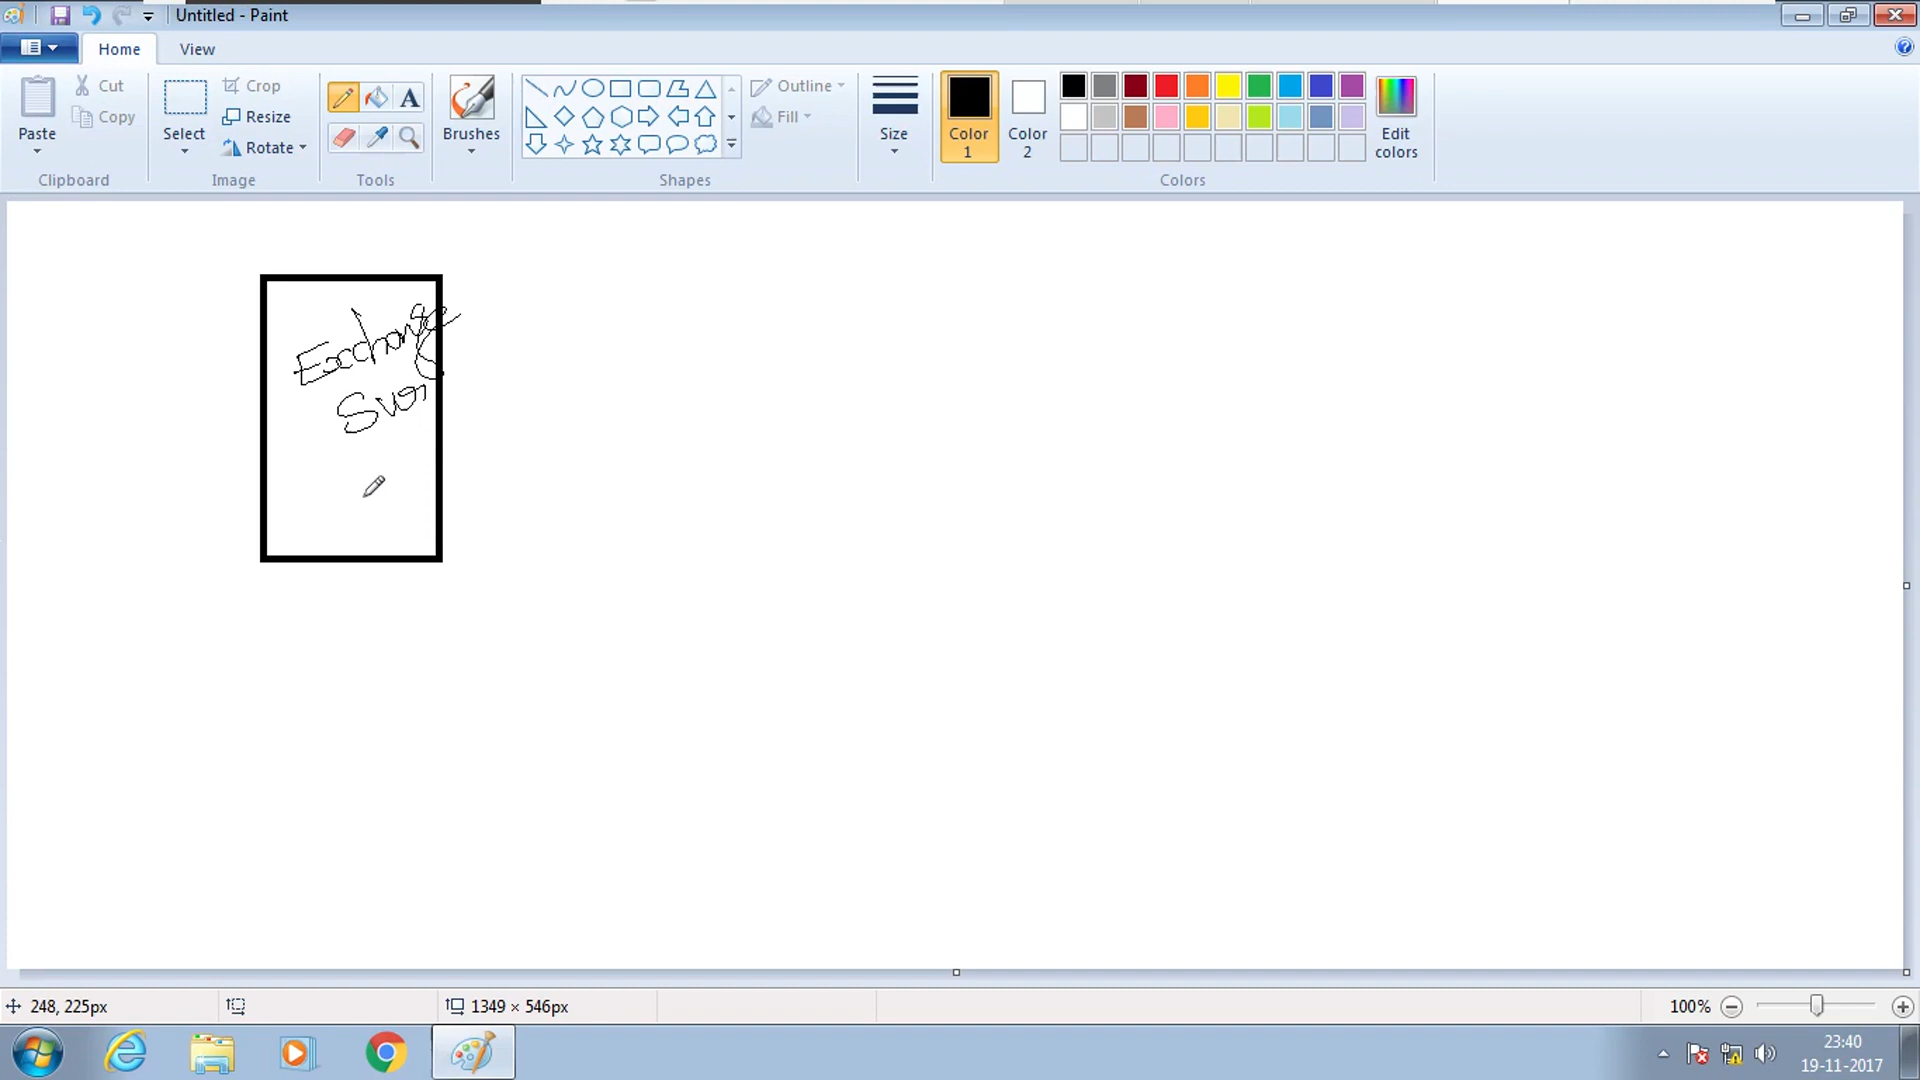 Untitled - Paint
Home
View
Paste
Cut
Copy
Clipboard
Select
Crop
Resize
Rotate
Image
Tools
Brushes
Shapes
Outline
Fill
Size
Color 1
Color 2
Edit colors
Colors
Exchange
248, 225px
1349 × 546px
100%
23:40
19-11-2017